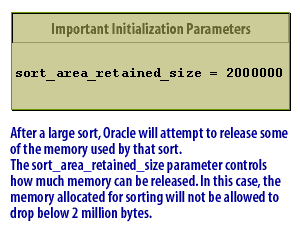 Important Initialization Parameters
sort_area_retained_size = 2000000
After a large sort, Oracle will attempt to release some
of the memory used by that sort.
The sort_area_retained_size parameter controls
how much memory can be released. In this case, the
memory allocated for sorting will not be allowed to
drop below 2 million bytes.